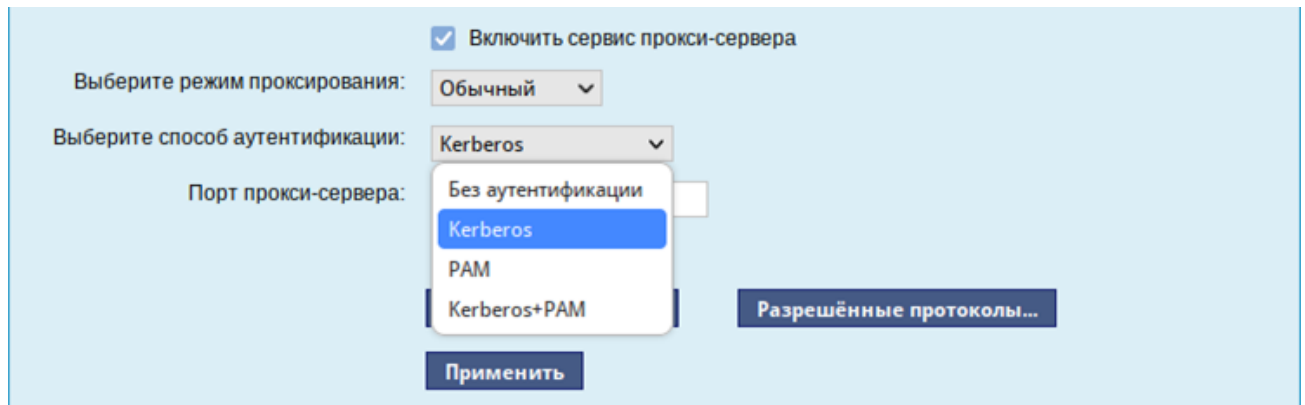 Включить сервис прокси-сервера
Выберите режим проксирования:
Обычный
Выберите способ аутентификации:
Kerberos
Порт прокси-сервера:
Без аутентификации
Kerberos
PAM
Kerberos+PAM
Разрешённые протоколы...
Применить